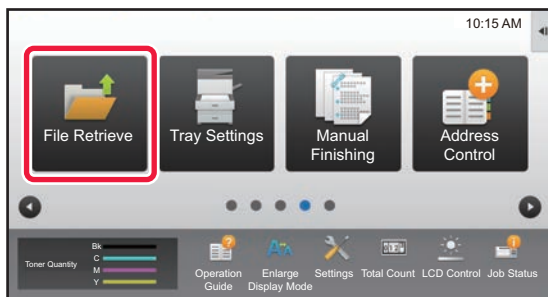 10:15 AM
File Retrieve
Tray Settings
Manual
Finishing
Address
Control
Toner Quantity
Bk
C
M
Y
Operation
Guide
Enlarge
Display Mode
Settings
Total Count
LCD Control
Job Status